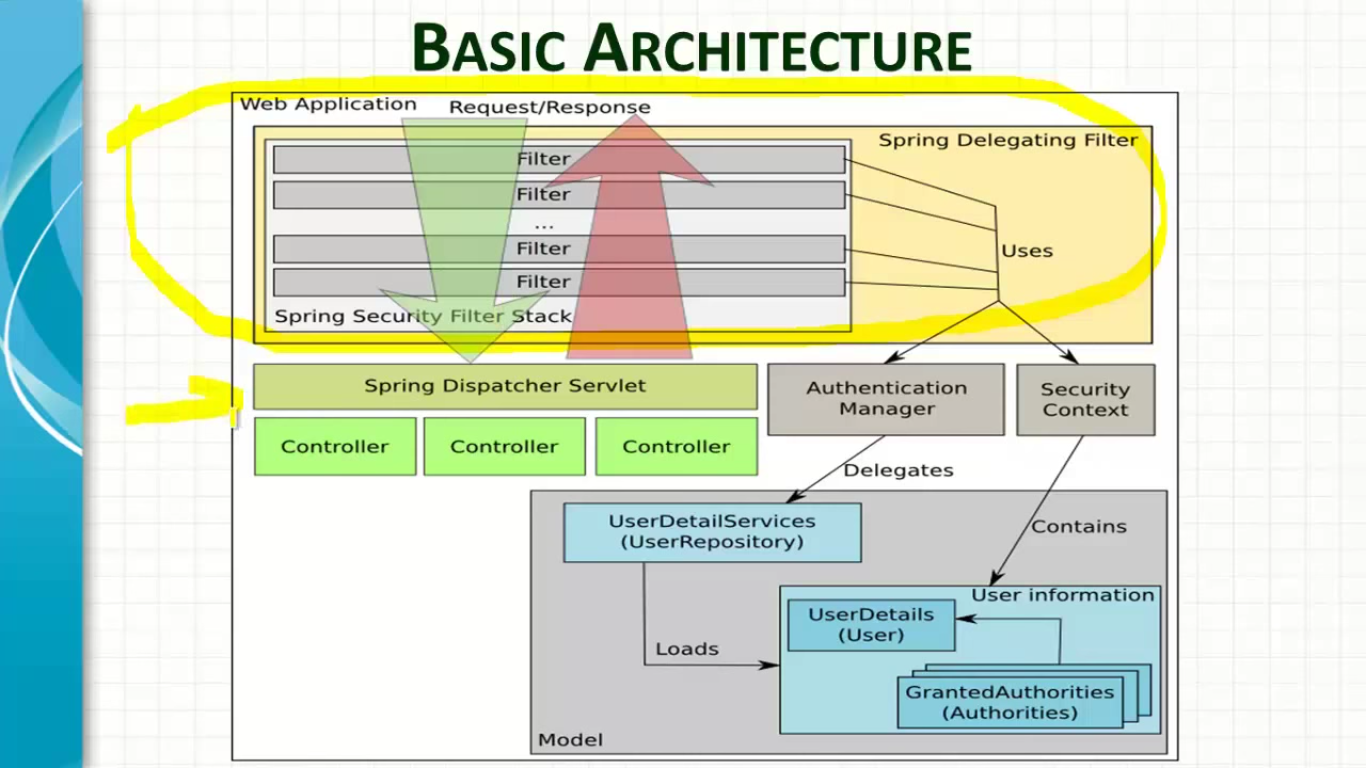 BASIC ARCHITECTURE
Web Application
Request/Response
Spring Delegating Filter
Filter
Filter
...
Filter
Filter
Uses
Spring Security Filter Stack
Spring Dispatcher Servlet
Authentication
Manager
Security
Context
Controller
Controller
Controller
Delegates
UserDetailServices
(UserRepository)
Contains
User information
UserDetails
(User)
Loads
GrantedAuthorities
(Authorities)
Model